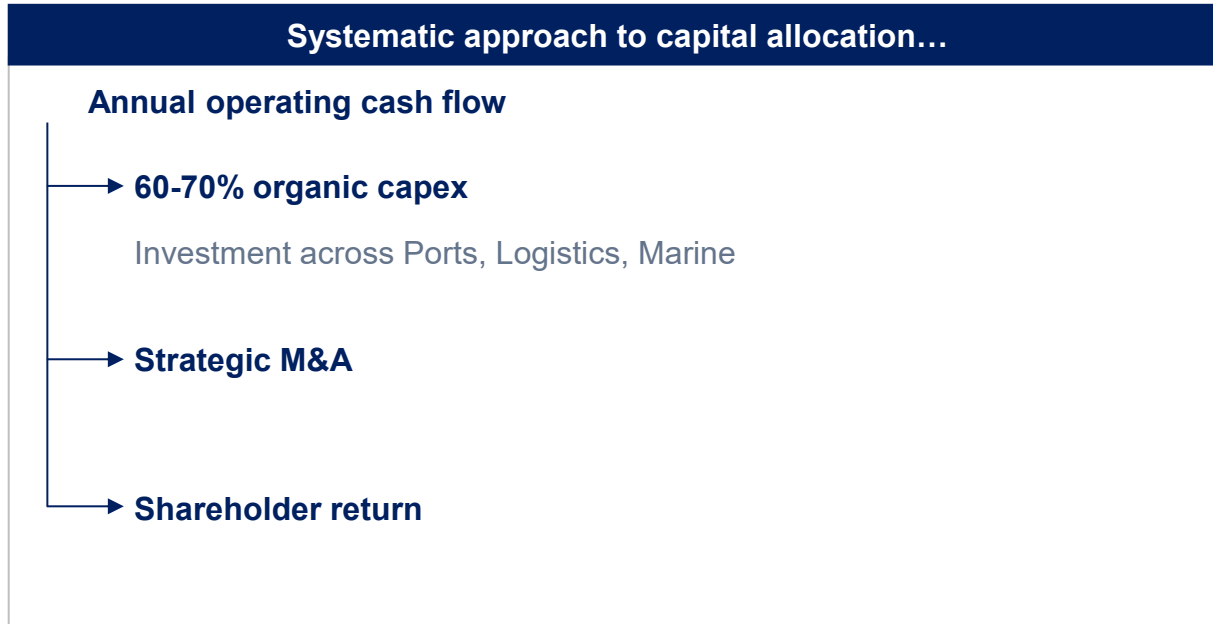 Systematic approach to capital allocation…
Annual operating cash flow
60-70% organic capex
Investment across Ports, Logistics, Marine
Strategic M&A
Shareholder return